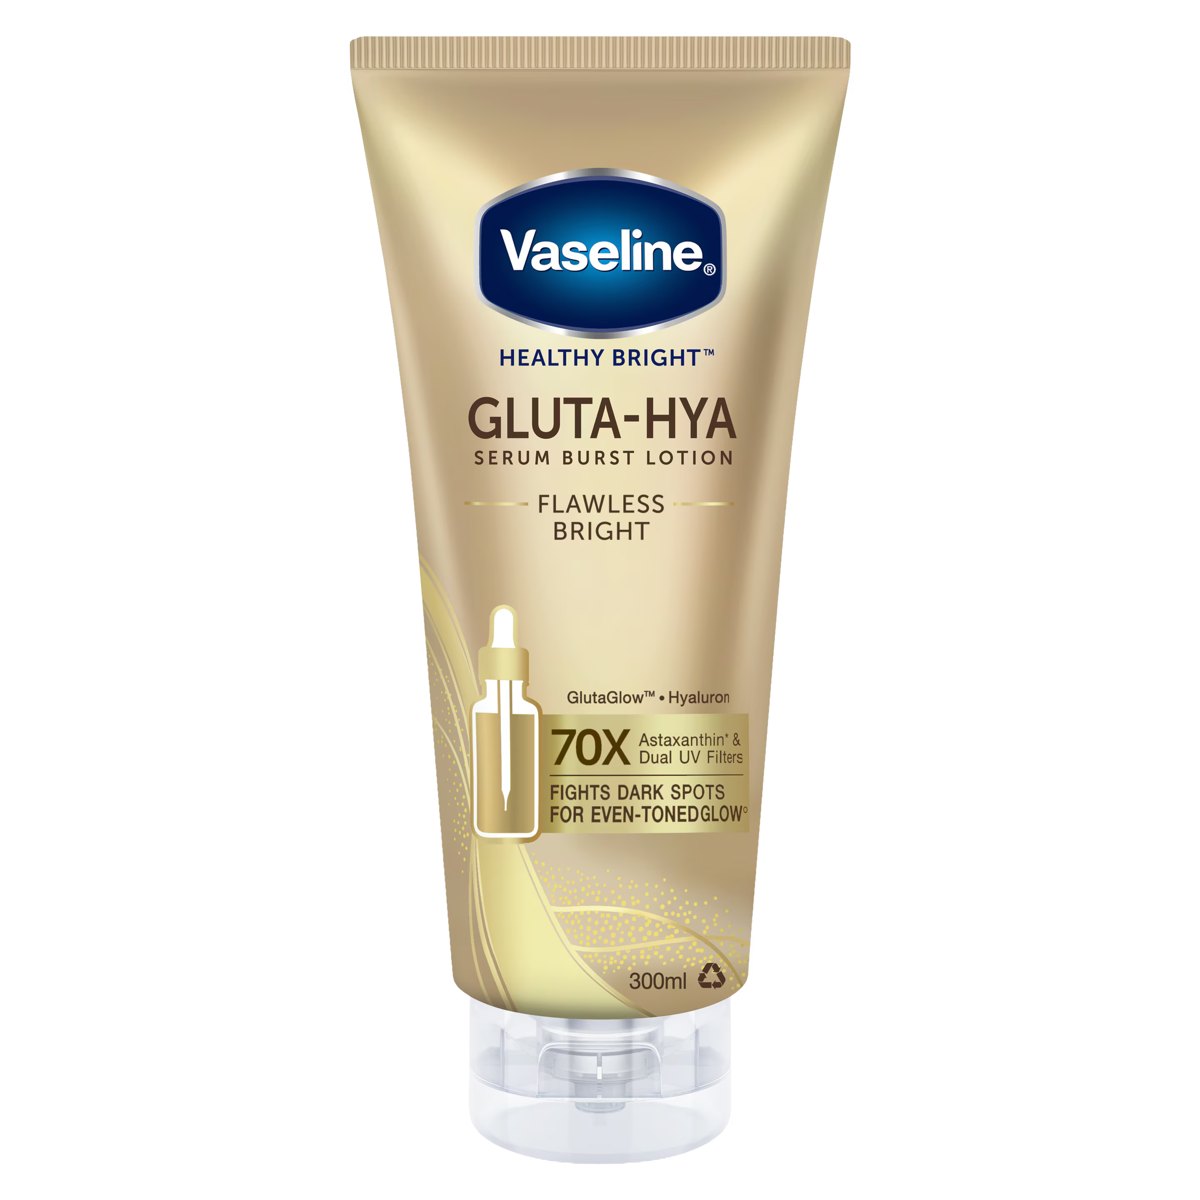 Vaseline®
HEALTHY BRIGHT™
GLUTA-HYA
SERUM BURST LOTION
FLAWLESS
BRIGHT
GlutaGlow™ • Hyaluron
70X Astaxanthin* &
Dual UV Filters
FIGHTS DARK SPOTS
FOR EVEN-TONEDGLOW°
300ml